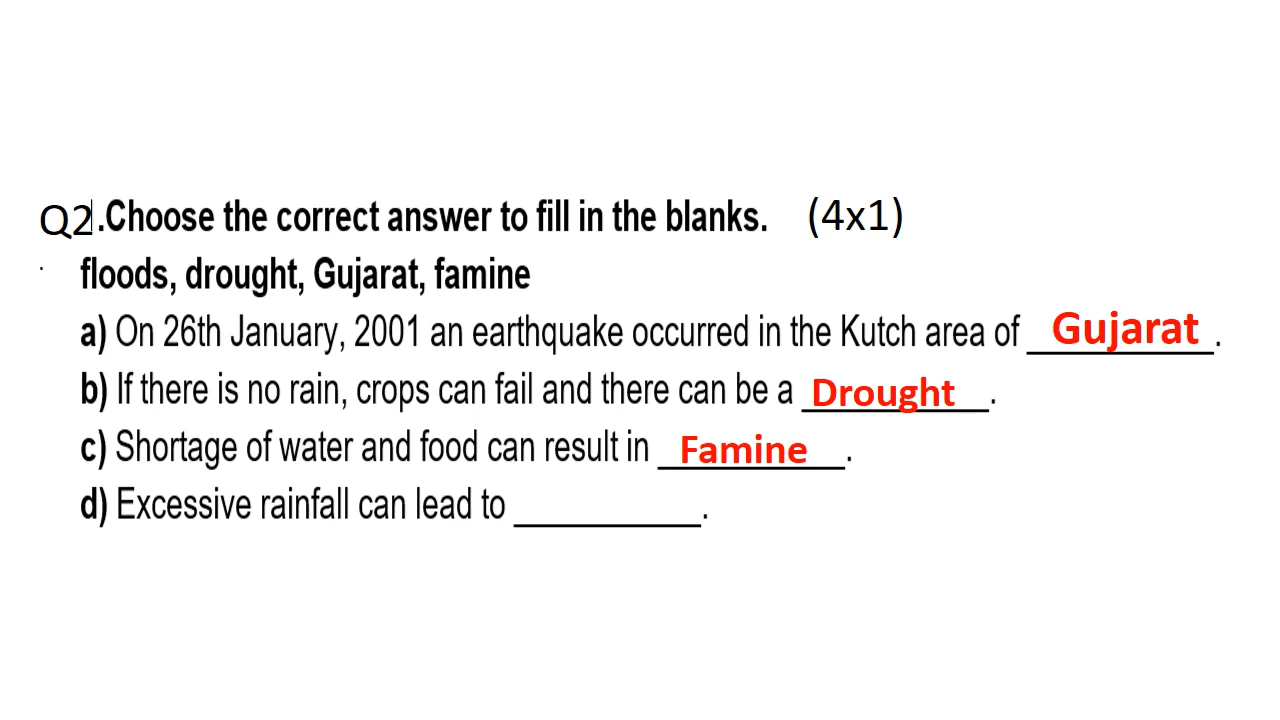 Q2.Choose the correct answer to fill in the blanks. (4x1)
floods, drought, Gujarat, famine
a) On 26th January, 2001 an earthquake occurred in the Kutch area of Gujarat.
b) If there is no rain, crops can fail and there can be a Drought.
c) Shortage of water and food can result in Famine.
d) Excessive rainfall can lead to ___________.